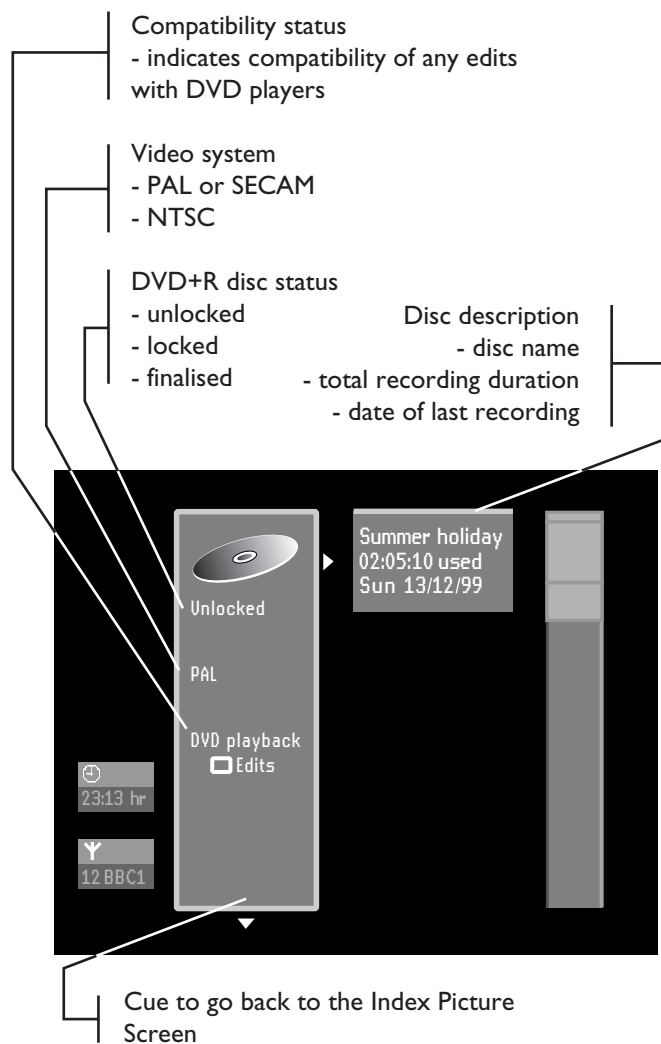 Compatibility status
- indicates compatibility of any edits
with DVD players
Video system
- PAL or SECAM
- NTSC
DVD+R disc status
- unlocked
- locked
- finalised
Disc description
- disc name
- total recording duration
- date of last recording
Summer holiday
02:05:10 used
Sun 13/12/99
Unlocked
PAL
DVD playback
Edits
23:13 hr
12 BBC1
Cue to go back to the Index Picture
Screen